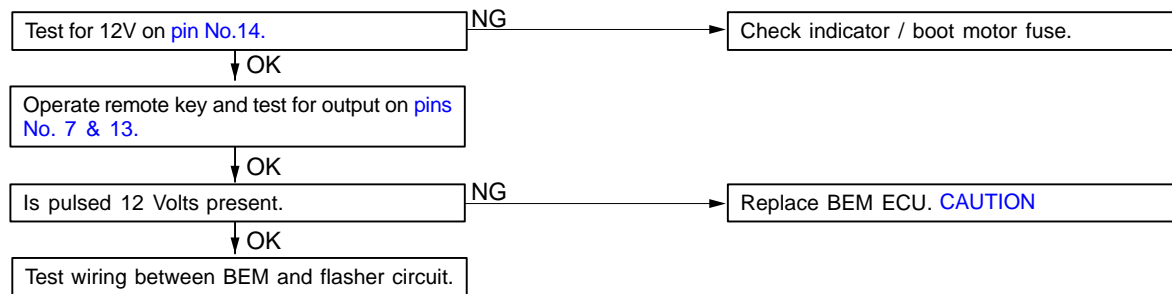 Test for 12V on pin No.14.
NG
Check indicator / boot motor fuse.
OK
Operate remote key and test for output on pins
No. 7 & 13.
OK
Is pulsed 12 Volts present.
NG
Replace BEM ECU. CAUTION
OK
Test wiring between BEM and flasher circuit.